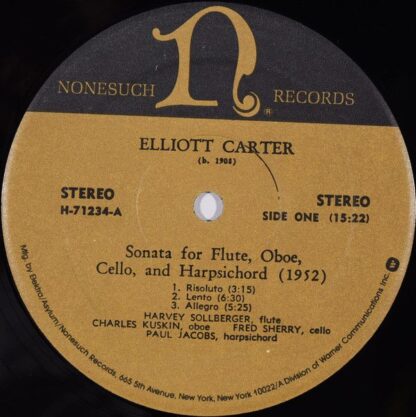 n
NONESUCH RECORDS
®
ELLIOTT CARTER
(b. 1908)
STEREO
H-71234-A
STEREO
SIDE ONE (15:22)
Sonata for Flute, Oboe,
Cello, and Harpsichord (1952)
1. Risoluto (3:15)
2. Lento (6:30)
3. Allegro (5:25)
HARVEY SOLLBERGER, flute
CHARLES KUSKIN, oboe FRED SHERRY, cello
PAUL JACOBS, harpsichord
Mfg. by Elektra/Asylum/Nonesuch Records, 665 5th Avenue, New York, New York 10022/A Division of Warner Communications Inc.